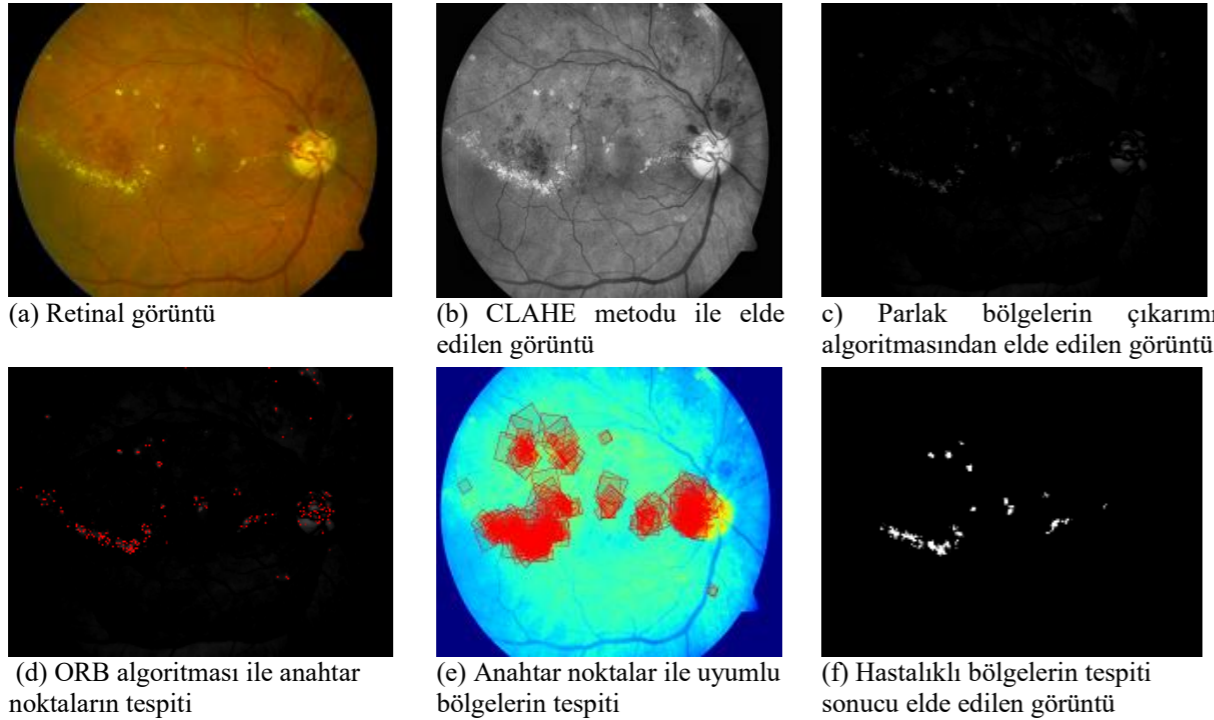 (a) Retinal görüntü
(b) CLAHE metodu ile elde
edilen görüntü
c) Parlak bölgelerin çıkarımı
algoritmasından elde edilen görüntü
(d) ORB algoritması ile anahtar
noktaların tespiti
(e) Anahtar noktalar ile uyumlu
bölgelerin tespiti
(f) Hastalıklı bölgelerin tespiti
sonucu elde edilen görüntü